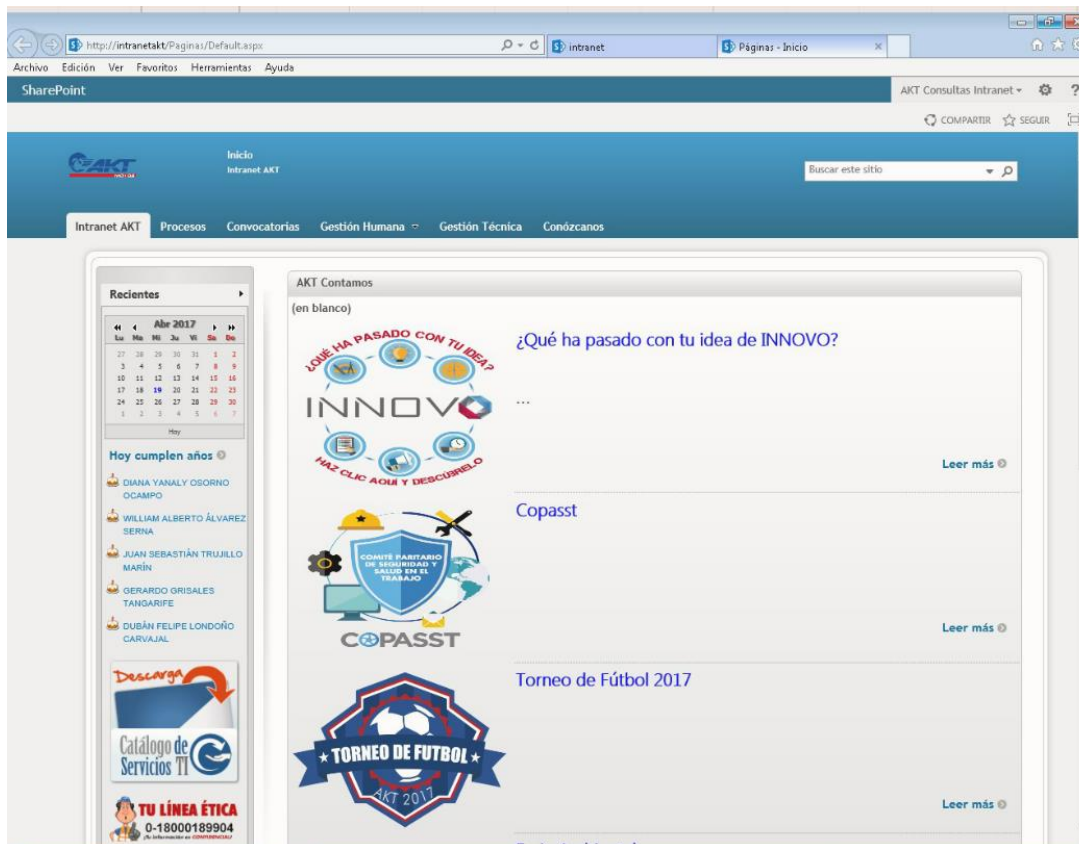 http://intranetakt/Paginas/Default.aspx
intranet
Páginas - Inicio
Archivo Edición Ver Favoritos Herramientas Ayuda
SharePoint
AKT Consultas Intranet
?
COMPARTIR SEGUIR
AKT
Inicio
Intranet AKT
Buscar este sitio
Intranet AKT Procesos Convocatorias Gestión Humana Gestión Técnica Conózcanos
Recientes
Abr 2017
Lu Ma Mi Ju Vi Sa Do
27 28 29 30 31 1 2
3 4 5 6 7 8 9
10 11 12 13 14 15 16
17 18 19 20 21 22 23
24 25 26 27 28 29 30
1 2 3 4 5 6 7
Hoy
Hoy cumplen años
DIANA YANALY OSORNO
OCAMPO
WILLIAM ALBERTO ÁLVAREZ
SERNA
JUAN SEBASTIÁN TRUJILLO
MARÍN
GERARDO GRISALES
TANGARIFE
DUBÁN FELIPE LONDOÑO
CARVAJAL
Descarga
Catálogo de
Servicios TI
TU LÍNEA ÉTICA
0-18000189904
AKT Contamos
(en blanco)
¿QUÉ HA PASADO CON TU IDEA?
INNOVO
HAZ CLIC AQUI Y DESCÚBRELO
¿Qué ha pasado con tu idea de INNOVO?
...
Leer más
COMITÉ PARITARIO
DE SEGURIDAD Y
SALUD EN EL
TRABAJO
COPASST
Copasst
Leer más
TORNEO DE FUTBOL
AKT 2017
Torneo de Fútbol 2017
Leer más